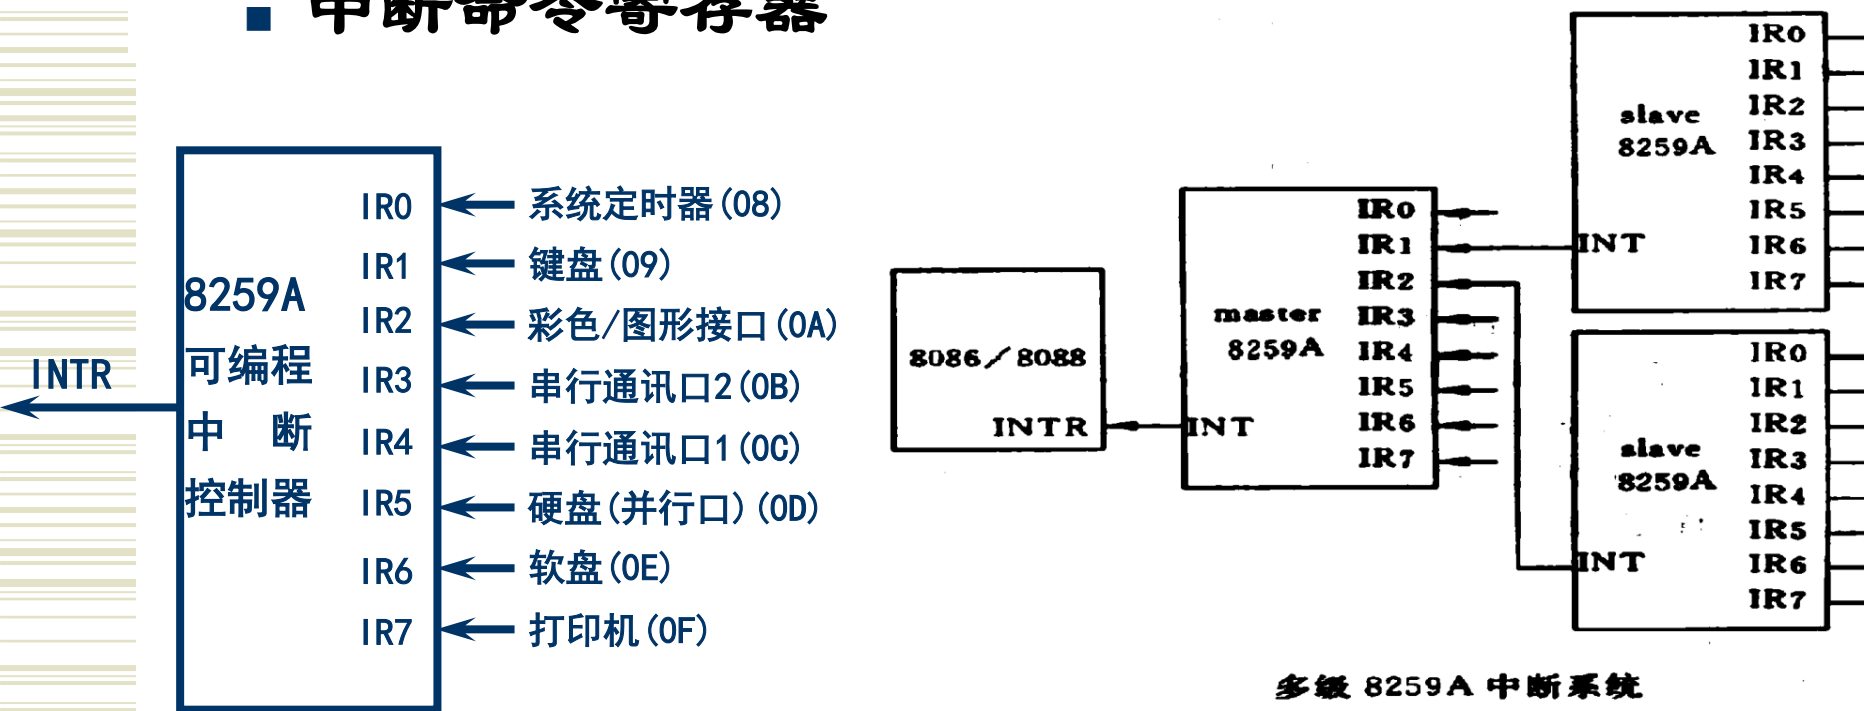 中断命令寄存器
INTR
8259A
可编程
中 断
控制器
IR0
IR1
IR2
IR3
IR4
IR5
IR6
IR7
系统定时器(08)
键盘(09)
彩色/图形接口(0A)
串行通讯口2(0B)
串行通讯口1(0C)
硬盘(并行口)(0D)
软盘(0E)
打印机(0F)
8086/8088
INTR
master
8259A
INT
IR0
IR1
IR2
IR3
IR4
IR5
IR6
IR7
slave
8259A
INT
IR0
IR1
IR2
IR3
IR4
IR5
IR6
IR7
slave
8259A
INT
IR0
IR1
IR2
IR3
IR4
IR5
IR6
IR7
多级 8259A 中断系统